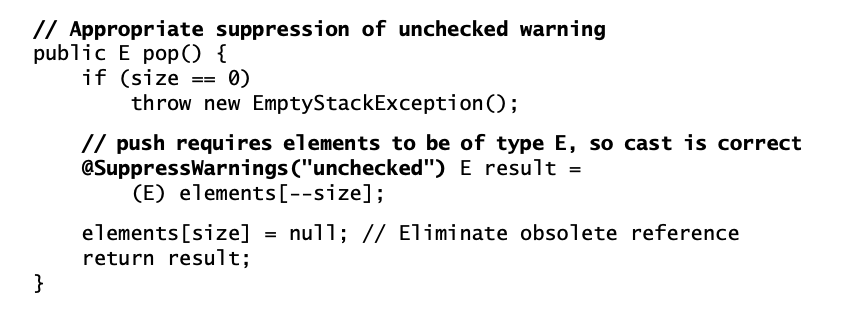 // Appropriate suppression of unchecked warning
public E pop() {
    if (size == 0)
        throw new EmptyStackException();
    // push requires elements to be of type E, so cast is correct
    @SuppressWarnings("unchecked") E result =
        (E) elements[--size];
    elements[size] = null; // Eliminate obsolete reference
    return result;
}